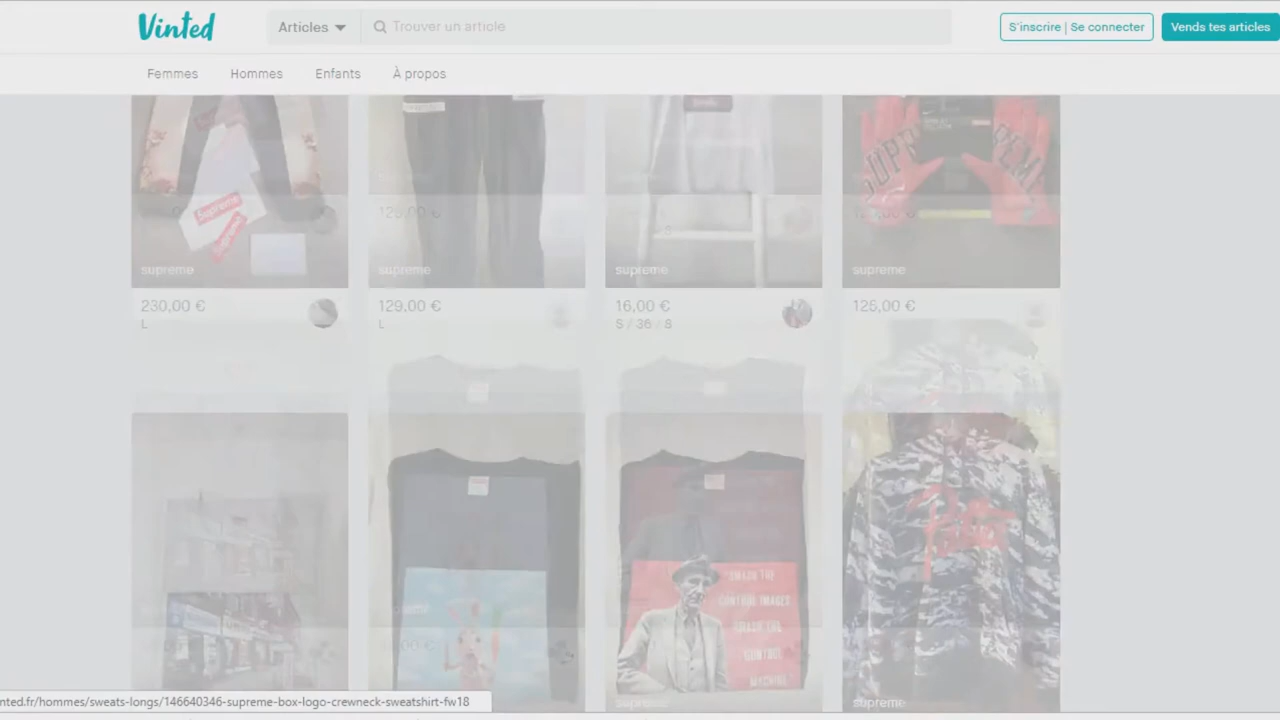 Vinted
Articles
Trouver un article
S'inscrire | Se connecter
Vends tes articles
Femmes
Hommes
Enfants
À propos
Supreme
supreme
supreme
supreme
supreme
230,00 €
L
129,00 €
L
16,00 €
S / 36 / S
125,00 €
SMASH THE
CONTROL IMAGES
SMASH THE
CONTROL
MACHINE
supreme
supreme
nted.fr/hommes/sweats-longs/146640346-supreme-box-logo-crewneck-sweatshirt-fw18